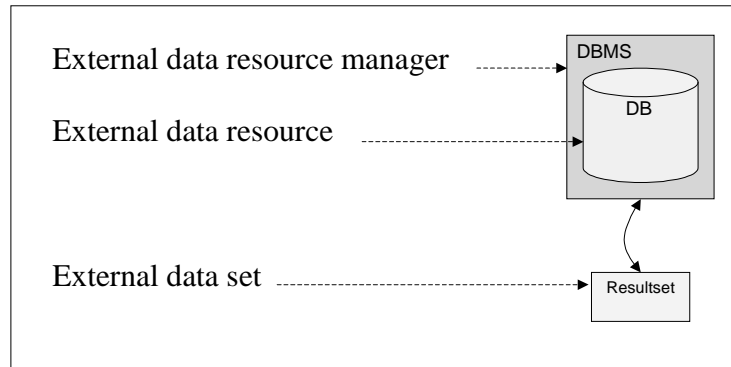 DBMS
External data resource manager
DB
External data resource
External data set
Resultset